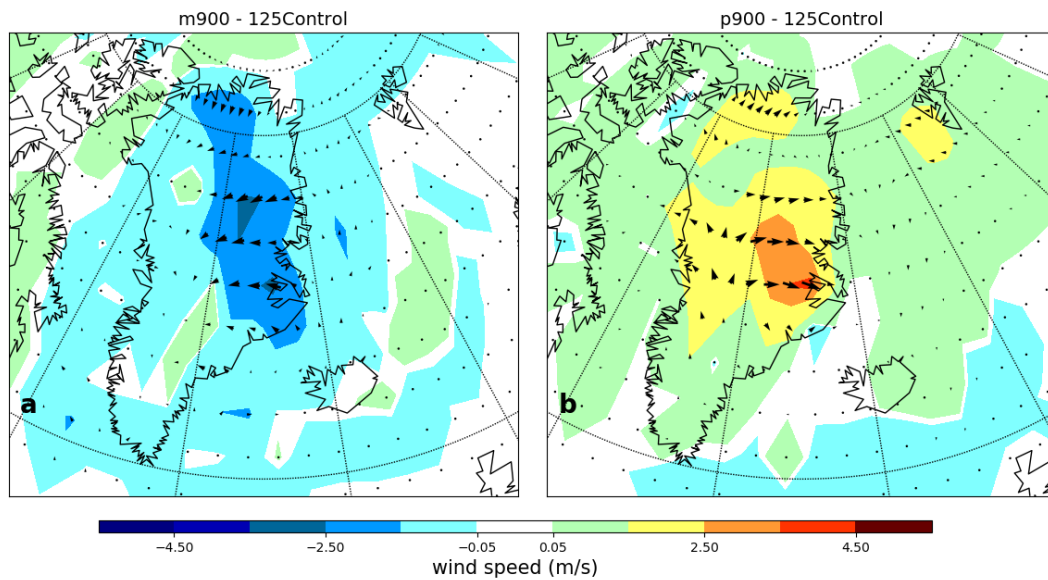 m900 - 125Control
p900 - 125Control
a
b
−4.50 −2.50 −0.05 0.05 2.50 4.50
wind speed (m/s)